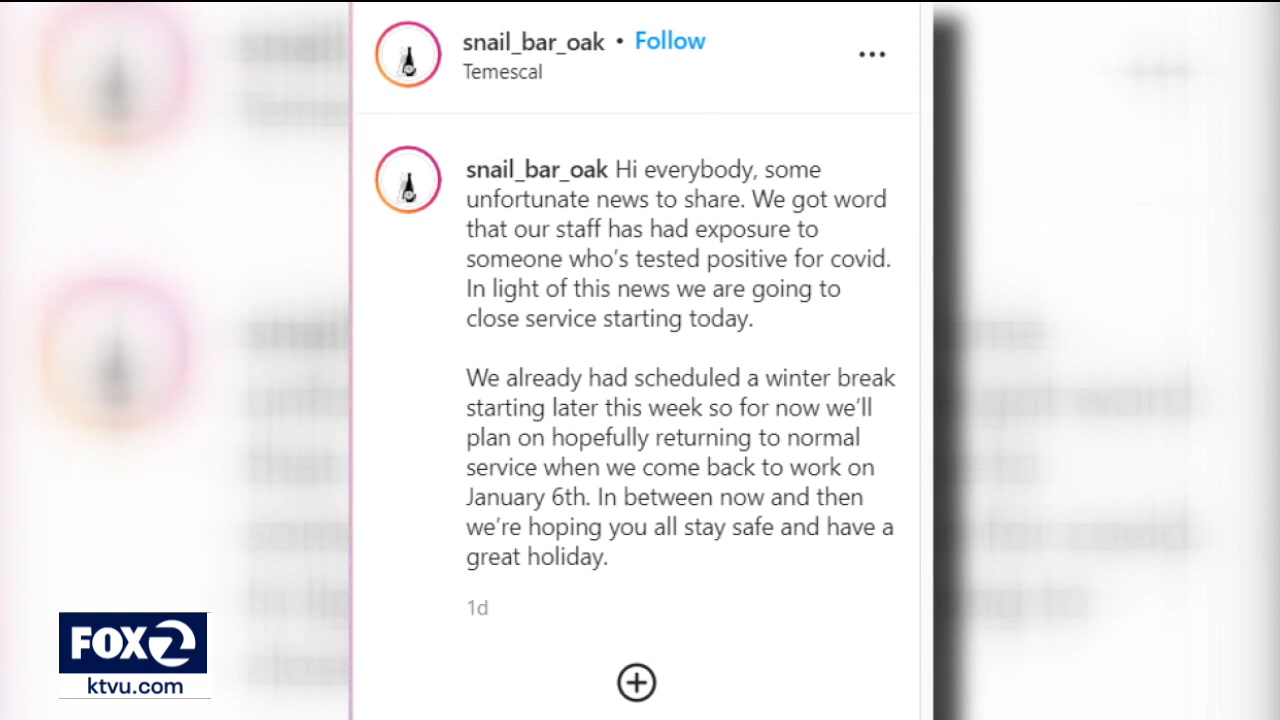 snail_bar_oak • Follow
Temescal
snail_bar_oak Hi everybody, some
unfortunate news to share. We got word
that our staff has had exposure to
someone who's tested positive for covid.
In light of this news we are going to
close service starting today.
We already had scheduled a winter break
starting later this week so for now we'll
plan on hopefully returning to normal
service when we come back to work on
January 6th. In between now and then
we're hoping you all stay safe and have a
great holiday.
1d
FOX 2
ktvu.com